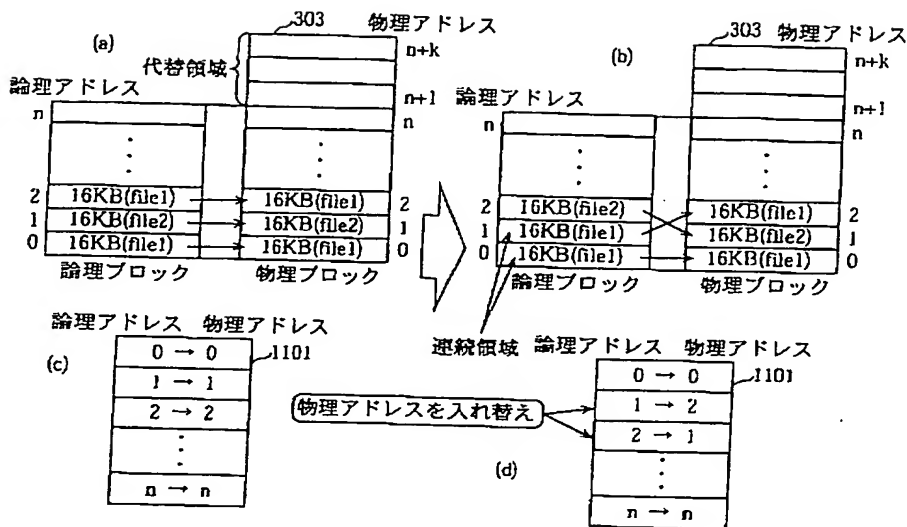 (a)
303 物理アドレス
代替領域
n+k
n+1
n
論理アドレス
n
2 16KB(file1) → 16KB(file1) 2
1 16KB(file2) → 16KB(file2) 1
0 16KB(file1) → 16KB(file1) 0
論理ブロック 物理ブロック
(b)
303 物理アドレス
n+k
n+1
n
論理アドレス
n
2 16KB(file2) 16KB(file1) 2
1 16KB(file1) 16KB(file2) 1
0 16KB(file1) → 16KB(file1) 0
論理ブロック 物理ブロック
連続領域
(c)
論理アドレス 物理アドレス
1101
0 → 0
1 → 1
2 → 2
n → n
物理アドレスを入れ替え
(d)
論理アドレス 物理アドレス
1101
0 → 0
1 → 2
2 → 1
n → n